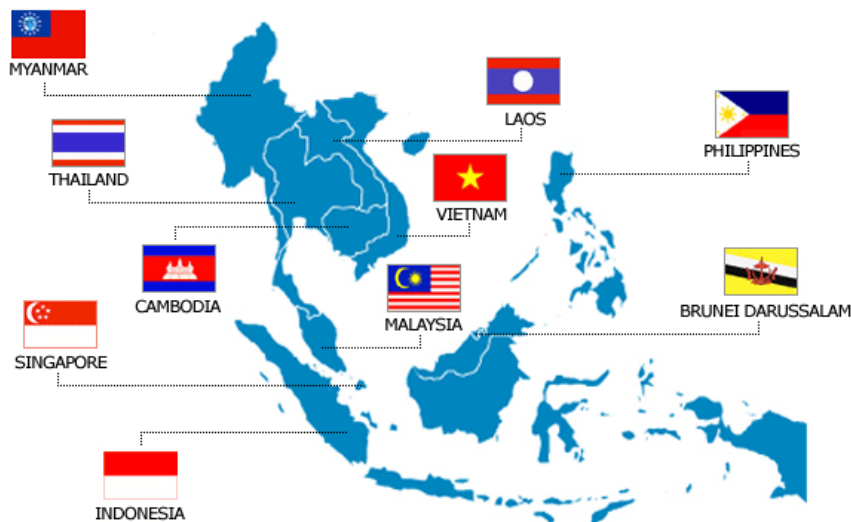 MYANMAR
LAOS
PHILIPPINES
THAILAND
VIETNAM
CAMBODIA
MALAYSIA
BRUNEI DARUSSALAM
SINGAPORE
INDONESIA